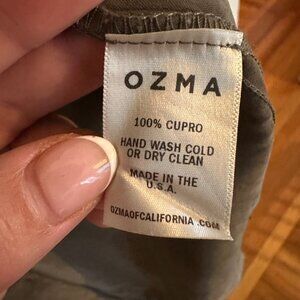 OZMA
100% CUPRO
HAND WASH COLD
OR DRY CLEAN
MADE IN THE
U.S.A.
OZMAOFCALIFORNIA.COM